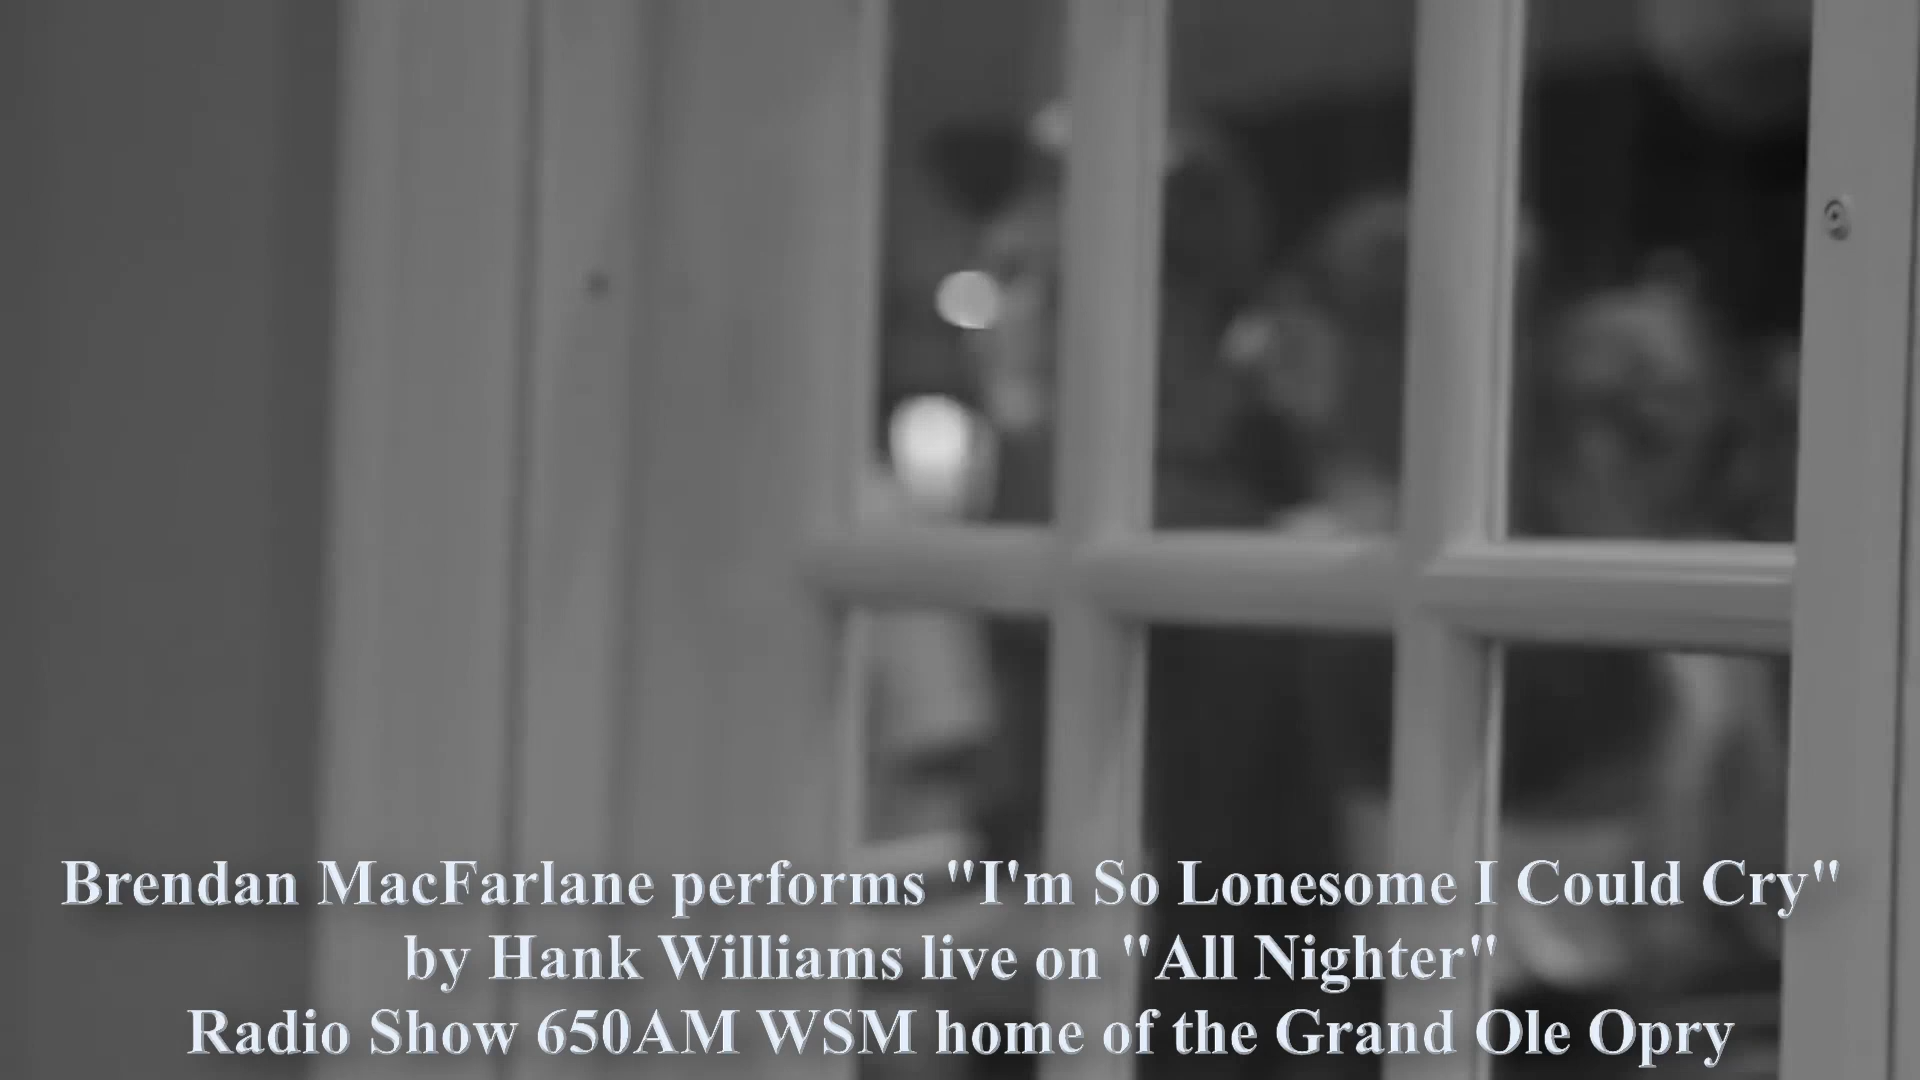 Brendan MacFarlane performs "I'm So Lonesome I Could Cry"
by Hank Williams live on "All Nighter"
Radio Show 650AM WSM home of the Grand Ole Opry